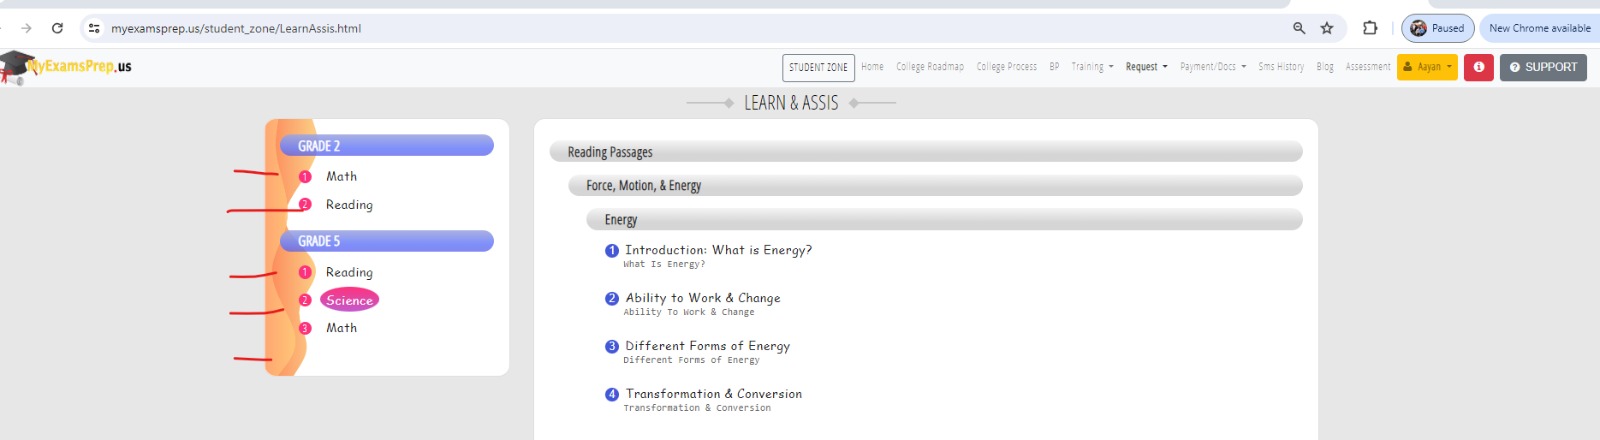 myexamsprep.us/student_zone/LearnAssis.html
Paused
New Chrome available
MyExamsPrep.us
STUDENT ZONE Home College Roadmap College Process BP Training Request Payment/Docs Sms History Blog Assessment Aayan SUPPORT
LEARN & ASSIS
GRADE 2
1 Math
2 Reading
GRADE 5
1 Reading
2 Science
3 Math
Reading Passages
Force, Motion, & Energy
Energy
1 Introduction: What is Energy?
What Is Energy?
2 Ability to Work & Change
Ability To Work & Change
3 Different Forms of Energy
Different Forms of Energy
4 Transformation & Conversion
Transformation & Conversion